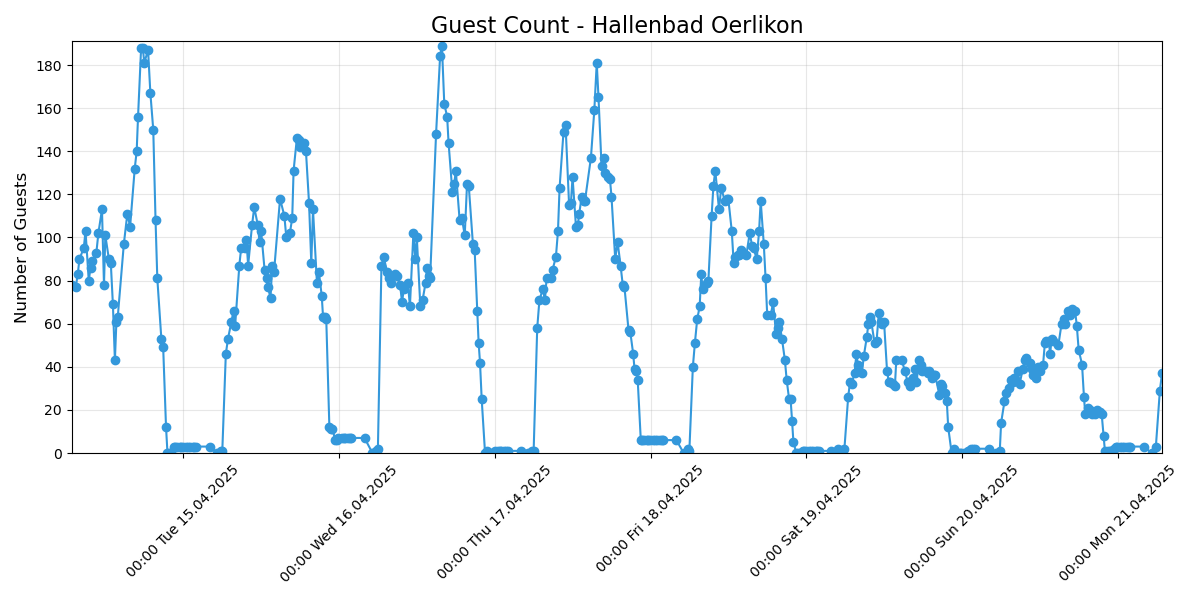 Guest Count - Hallenbad Oerlikon
Number of Guests
180
160
140
120
100
80
60
40
20
0
00:00 Tue 15.04.2025
00:00 Wed 16.04.2025
00:00 Thu 17.04.2025
00:00 Fri 18.04.2025
00:00 Sat 19.04.2025
00:00 Sun 20.04.2025
00:00 Mon 21.04.2025